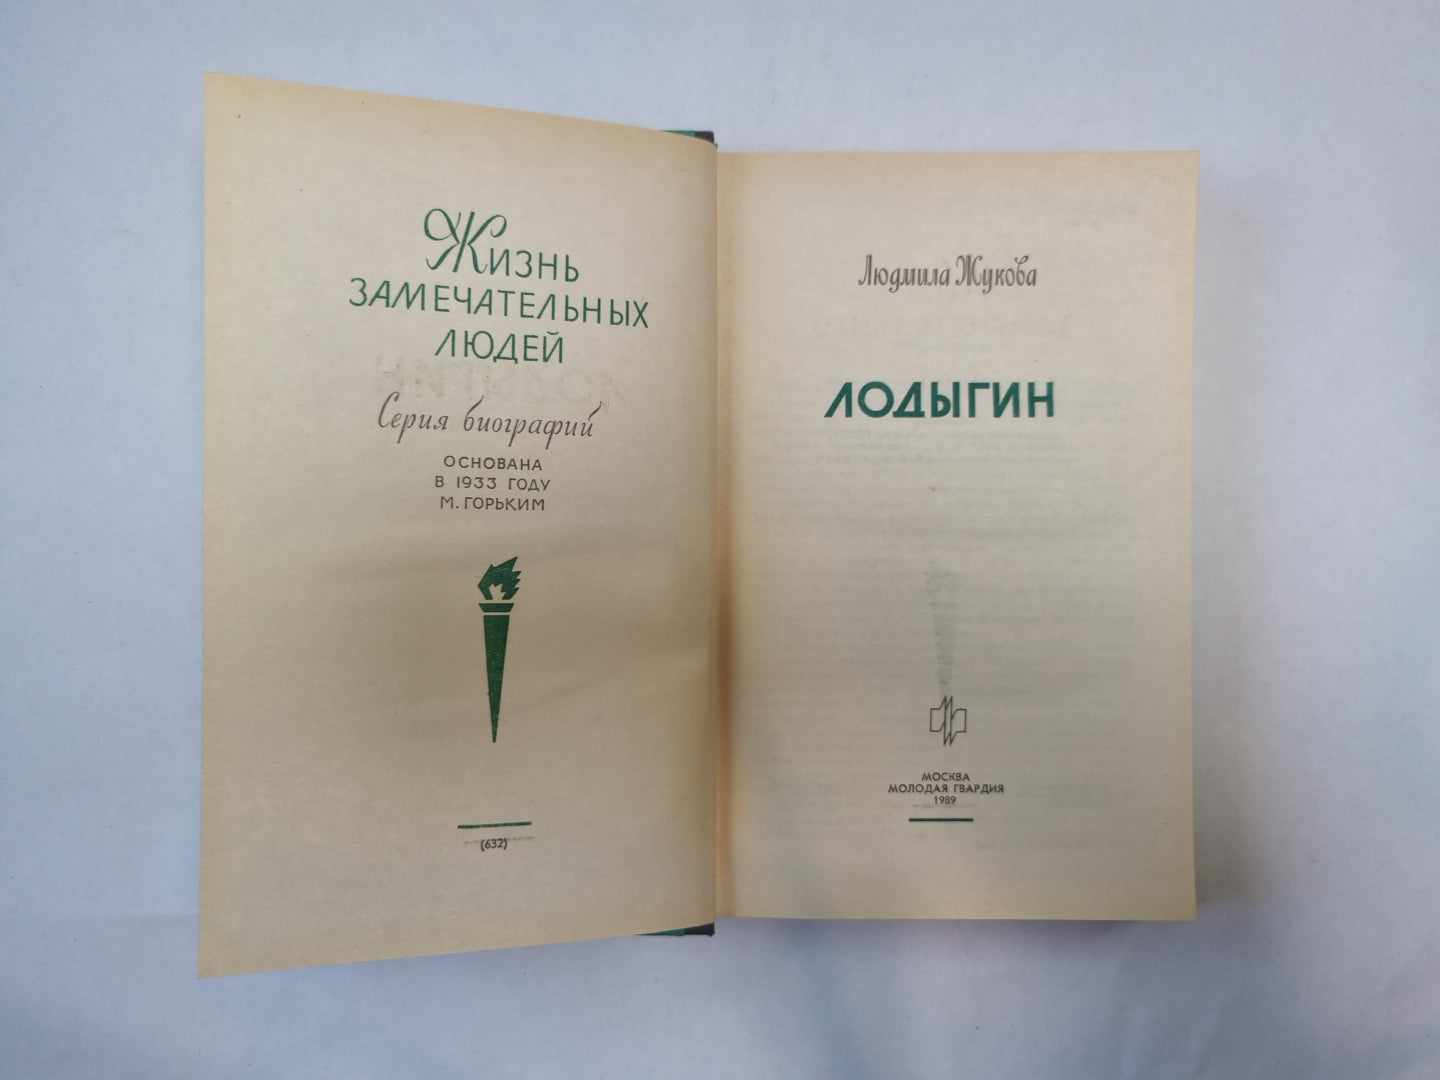 Жизнь
ЗАМЕЧАТЕЛЬНЫХ
ЛЮДЕЙ
Серия биографий
ОСНОВАНА
В 1933 ГОДУ
М. ГОРЬКИМ
(632)
Людмила Жукова
ЛОДЫГИН
МОСКВА
МОЛОДАЯ ГВАРДИЯ
1989